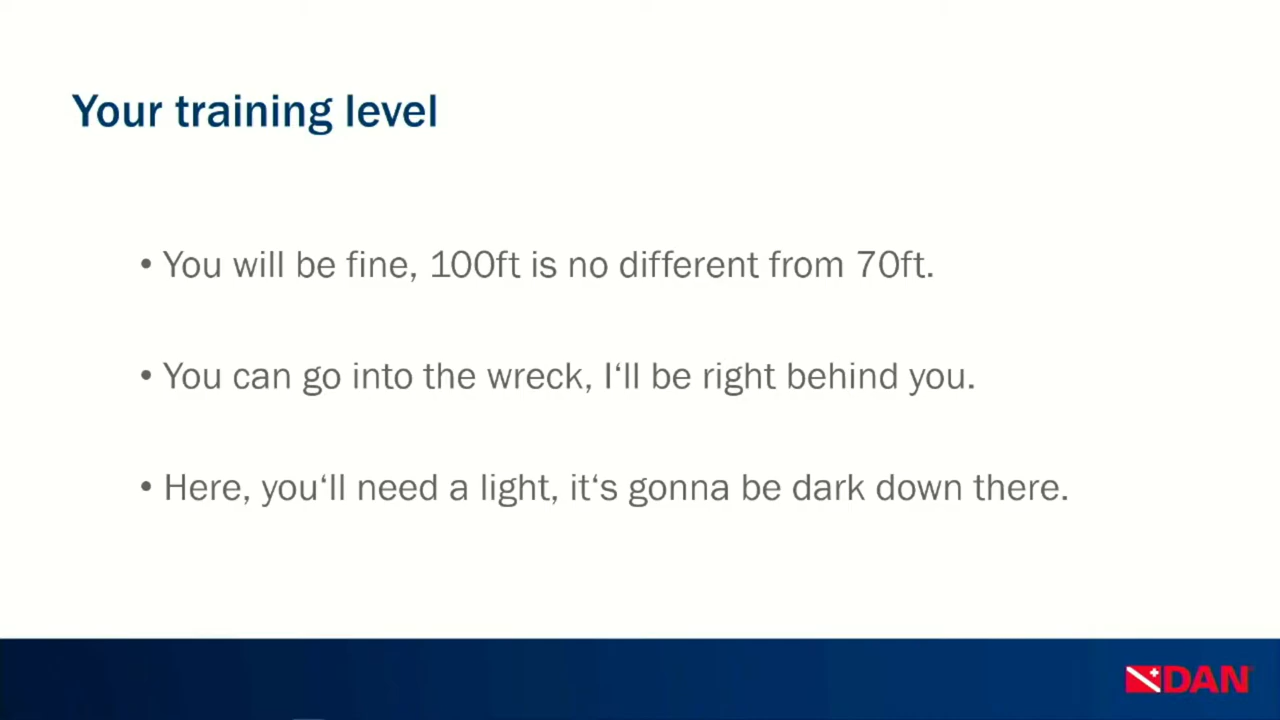 Your training level
• You will be fine, 100ft is no different from 70ft.
• You can go into the wreck, I‘ll be right behind you.
• Here, you‘ll need a light, it‘s gonna be dark down there.
DAN